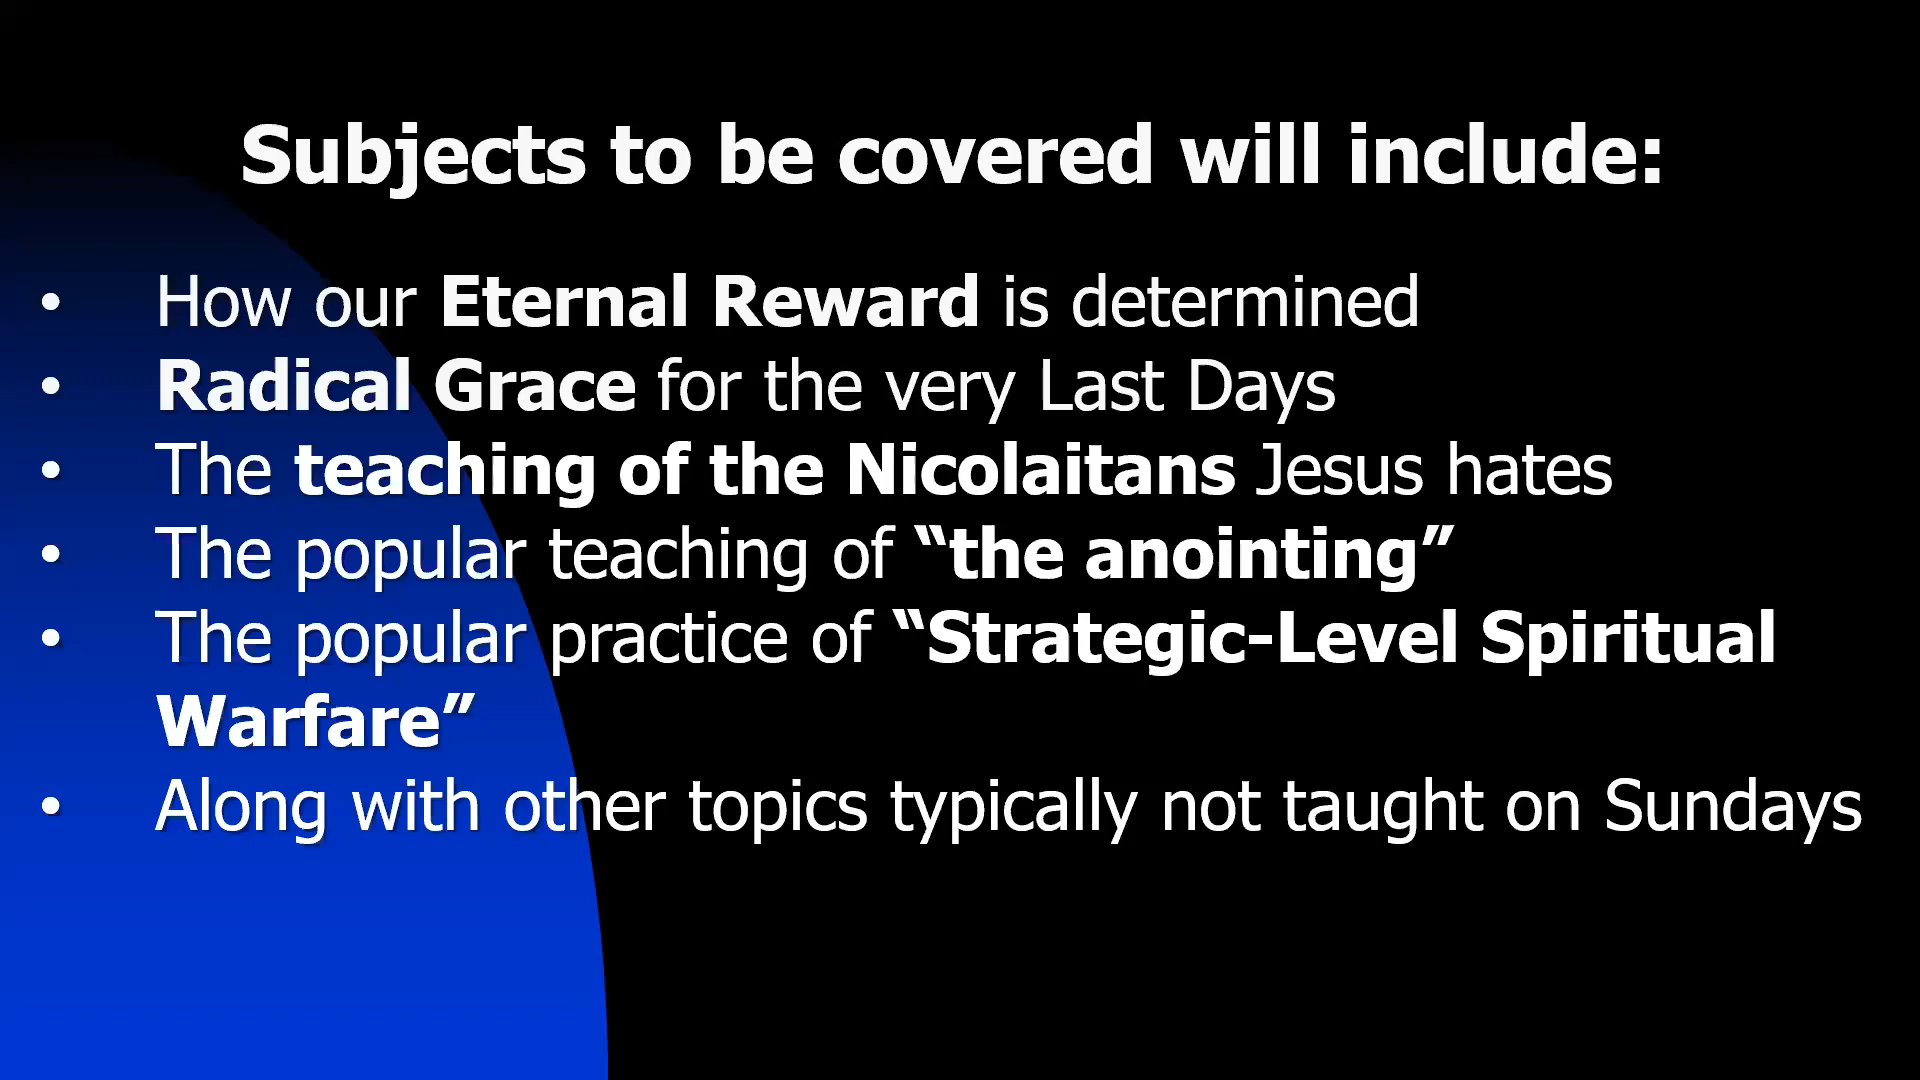 Subjects to be covered will include:
• How our Eternal Reward is determined
• Radical Grace for the very Last Days
• The teaching of the Nicolaitans Jesus hates
• The popular teaching of “the anointing”
• The popular practice of “Strategic-Level Spiritual
Warfare”
• Along with other topics typically not taught on Sundays